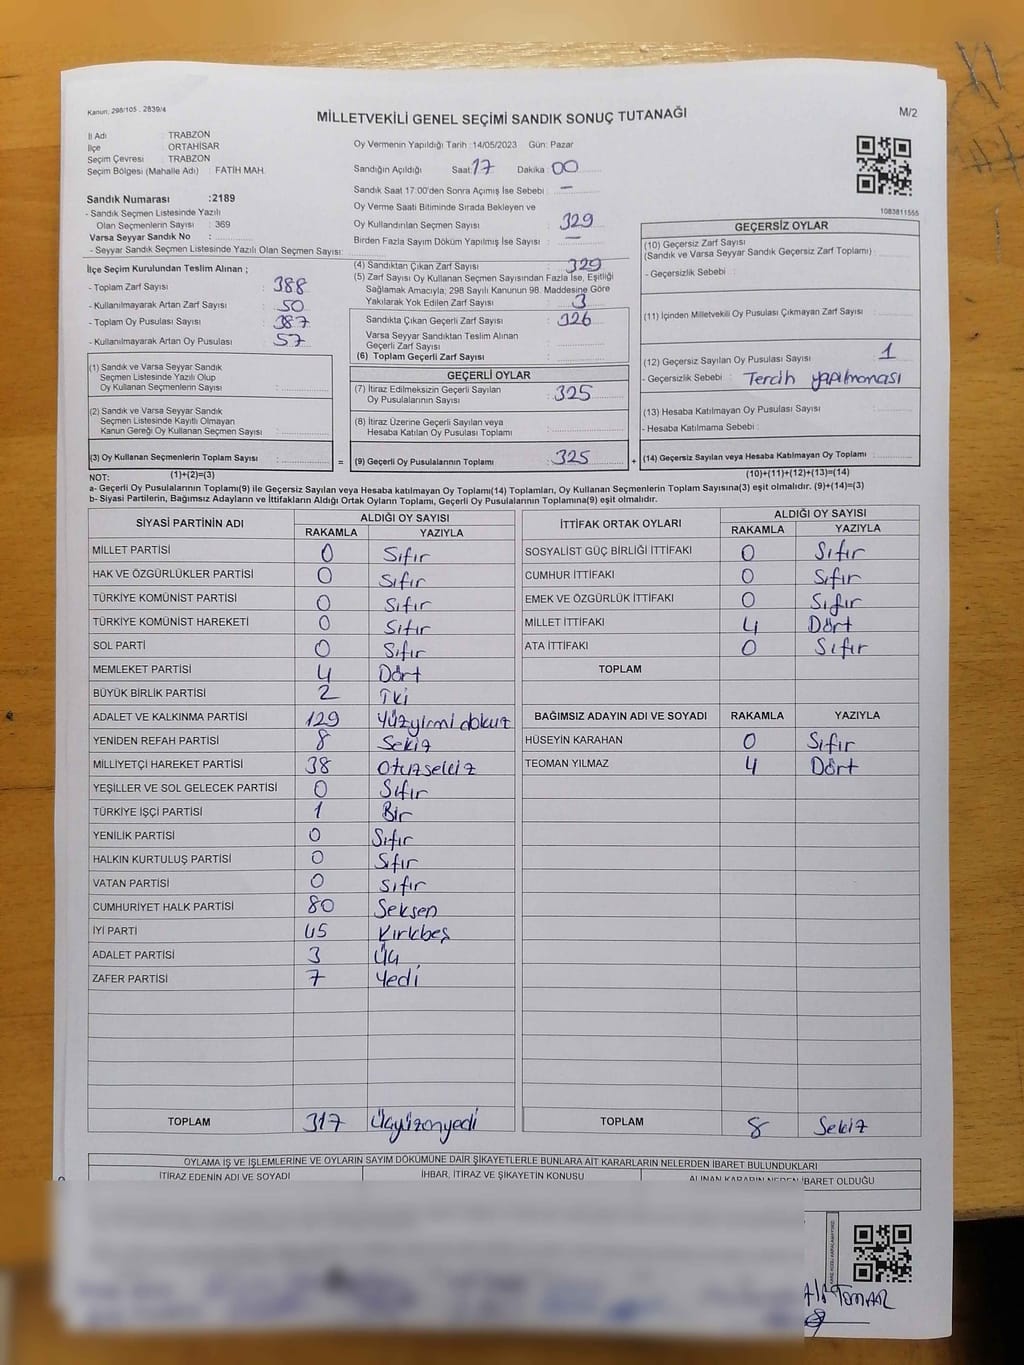 Kanun; 298/105 , 2839/4
MİLLETVEKİLİ GENEL SEÇİMİ SANDIK SONUÇ TUTANAĞI
M/2
İl Adı : TRABZON
İlçe : ORTAHİSAR
Seçim Çevresi : TRABZON
Seçim Bölgesi (Mahalle Adı) : FATİH MAH.
Oy Vermenin Yapıldığı Tarih :14/05/2023 Gün: Pazar
Sandığın Açıldığı Saat: 17 Dakika: 00
Sandık Saat 17:00'den Sonra Açımış İse Sebebi : –
Sandık Numarası :2189
- Sandık Seçmen Listesinde Yazılı
Olan Seçmenlerin Sayısı : 369
Varsa Seyyar Sandık No :
- Seyyar Sandık Seçmen Listesinde Yazılı Olan Seçmen Sayısı:
Oy Verme Saati Bitiminde Sırada Bekleyen ve
Oy Kullandırılan Seçmen Sayısı : 329
Birden Fazla Sayım Döküm Yapılmış İse Sayısı : –
1083811555
İlçe Seçim Kurulundan Teslim Alınan ;
- Toplam Zarf Sayısı : 388
- Kullanılmayarak Artan Zarf Sayısı : 50
- Toplam Oy Pusulası Sayısı : 387
- Kullanılmayarak Artan Oy Pusulası : 57
(4) Sandıktan Çıkan Zarf Sayısı : 329
(5) Zarf Sayısı Oy Kullanan Seçmen Sayısından Fazla İse, Eşitliği
Sağlamak Amacıyla; 298 Sayılı Kanunun 98. Maddesine Göre
Yakılarak Yok Edilen Zarf Sayısı : 3
Sandıkta Çıkan Geçerli Zarf Sayısı : 326
Varsa Seyyar Sandıktan Teslim Alınan
Geçerli Zarf Sayısı :
(6) Toplam Geçerli Zarf Sayısı :
GEÇERSİZ OYLAR
(10) Geçersiz Zarf Sayısı
(Sandık ve Varsa Seyyar Sandık Geçersiz Zarf Toplamı) :
- Geçersizlik Sebebi :
(11) İçinden Milletvekili Oy Pusulası Çıkmayan Zarf Sayısı :
(12) Geçersiz Sayılan Oy Pusulası Sayısı : 1
- Geçersizlik Sebebi : Tercih yapılmaması
(13) Hesaba Katılmayan Oy Pusulası Sayısı :
- Hesaba Katılmama Sebebi :
(14) Geçersiz Sayılan veya Hesaba Katılmayan Oy Toplamı :
(10)+(11)+(12)+(13)=(14)
(1) Sandık ve Varsa Seyyar Sandık
Seçmen Listesinde Yazılı Olup
Oy Kullanan Seçmenlerin Sayısı :
(2) Sandık ve Varsa Seyyar Sandık
Seçmen Listesinde Kayıtlı Olmayan
Kanun Gereği Oy Kullanan Seçmen Sayısı :
(3) Oy Kullanan Seçmenlerin Toplam Sayısı :
(1)+(2)=(3)
=
GEÇERLİ OYLAR
(7) İtiraz Edilmeksizin Geçerli Sayılan
Oy Pusulalarının Sayısı : 325
(8) İtiraz Üzerine Geçerli Sayılan veya
Hesaba Katılan Oy Pusulası Toplamı :
(9) Geçerli Oy Pusulalarının Toplamı : 325
+
NOT:
a- Geçerli Oy Pusulalarının Toplamı(9) ile Geçersiz Sayılan veya Hesaba katılmayan Oy Toplamı(14) Toplamları, Oy Kullanan Seçmenlerin Toplam Sayısına(3) eşit olmalıdır. (9)+(14)=(3)
b- Siyasi Partilerin, Bağımsız Adayların ve İttifakların Aldığı Ortak Oyların Toplamı, Geçerli Oy Pusulalarının Toplamına(9) eşit olmalıdır.
SİYASİ PARTİNİN ADI ALDIĞI OY SAYISI
RAKAMLA YAZIYLA
MİLLET PARTİSİ 0 Sıfır
HAK VE ÖZGÜRLÜKLER PARTİSİ 0 Sıfır
TÜRKİYE KOMÜNİST PARTİSİ 0 Sıfır
TÜRKİYE KOMÜNİST HAREKETİ 0 Sıfır
SOL PARTİ 0 Sıfır
MEMLEKET PARTİSİ 4 Dört
BÜYÜK BİRLİK PARTİSİ 2 İki
ADALET VE KALKINMA PARTİSİ 129 Yüzyirmi dokuz
YENİDEN REFAH PARTİSİ 8 Sekiz
MİLLİYETÇİ HAREKET PARTİSİ 38 Otuzsekiz
YEŞİLLER VE SOL GELECEK PARTİSİ 0 Sıfır
TÜRKİYE İŞÇİ PARTİSİ 1 Bir
YENİLİK PARTİSİ 0 Sıfır
HALKIN KURTULUŞ PARTİSİ 0 Sıfır
VATAN PARTİSİ 0 Sıfır
CUMHURİYET HALK PARTİSİ 80 Seksen
İYİ PARTİ 45 Kırkbeş
ADALET PARTİSİ 3 Üç
ZAFER PARTİSİ 7 Yedi
TOPLAM 317 Üçyüzonyedi
İTTİFAK ORTAK OYLARI ALDIĞI OY SAYISI
RAKAMLA YAZIYLA
SOSYALİST GÜÇ BİRLİĞİ İTTİFAKI 0 Sıfır
CUMHUR İTTİFAKI 0 Sıfır
EMEK VE ÖZGÜRLÜK İTTİFAKI 0 Sıfır
MİLLET İTTİFAKI 4 Dört
ATA İTTİFAKI 0 Sıfır
TOPLAM
BAĞIMSIZ ADAYIN ADI VE SOYADI RAKAMLA YAZIYLA
HÜSEYİN KARAHAN 0 Sıfır
TEOMAN YILMAZ 4 Dört
TOPLAM 8 Sekiz
OYLAMA İŞ VE İŞLEMLERİNE VE OYLARIN SAYIM DÖKÜMÜNE DAİR ŞİKAYETLERLE BUNLARA AİT KARARLARIN NELERDEN İBARET BULUNDUKLARI
İTİRAZ EDENİN ADI VE SOYADI İHBAR, İTİRAZ VE ŞİKAYETİN KONUSU ALINAN KARARIN NEDEN İBARET OLDUĞU
TOMAR